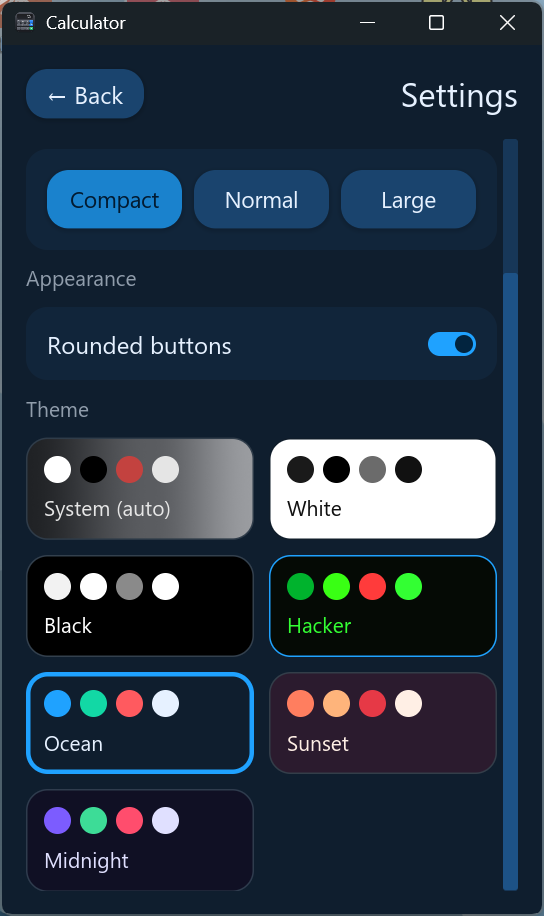 Calculator
← Back
Settings
Compact Normal Large
Appearance
Rounded buttons
Theme
System (auto) White
Black Hacker
Ocean Sunset
Midnight